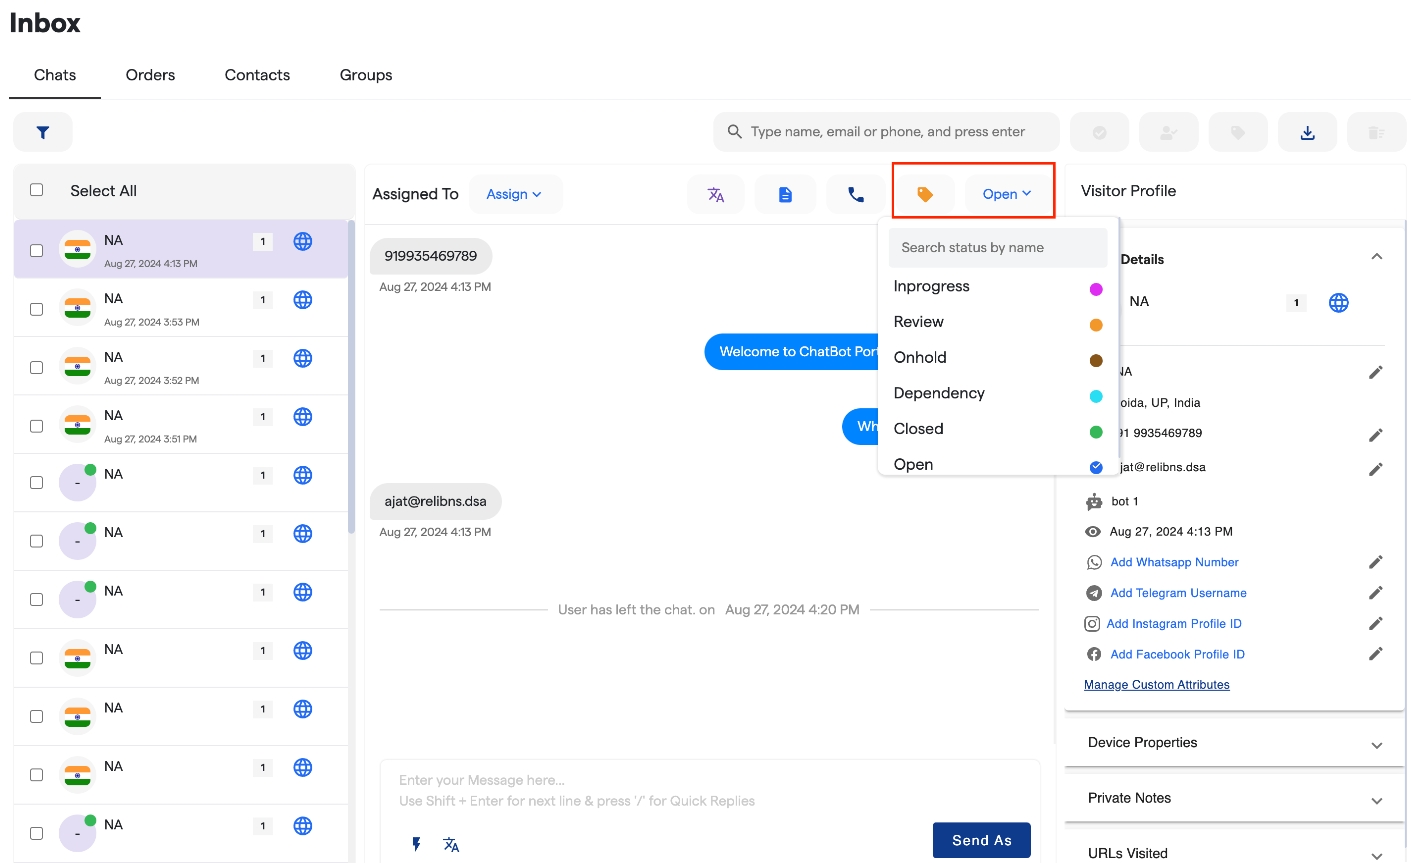 Inbox
Chats Orders Contacts Groups
Type name, email or phone, and press enter
Select All
NA 1
Aug 27, 2024 4:13 PM
NA 1
Aug 27, 2024 3:53 PM
NA 1
Aug 27, 2024 3:52 PM
NA 1
Aug 27, 2024 3:51 PM
- NA 1
- NA 1
- NA 1
NA 1
NA 1
NA 1
- NA 1
Assigned To Assign Open
919935469789
Aug 27, 2024 4:13 PM
Welcome to ChatBot Port
Wh
ajat@relibns.dsa
Aug 27, 2024 4:13 PM
User has left the chat. on Aug 27, 2024 4:20 PM
Enter your Message here...
Use Shift + Enter for next line & press '/' for Quick Replies
Send As
Search status by name
Inprogress
Review
Onhold
Dependency
Closed
Open
Visitor Profile
Details
NA 1
NA
oida, UP, India
91 9935469789
jat@relibns.dsa
bot 1
Aug 27, 2024 4:13 PM
Add Whatsapp Number
Add Telegram Username
Add Instagram Profile ID
Add Facebook Profile ID
Manage Custom Attributes
Device Properties
Private Notes
URLs Visited